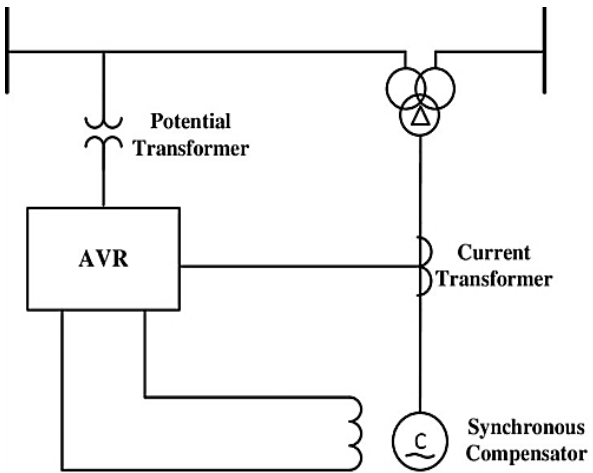 Potential
Transformer
AVR
Current
Transformer
C
Synchronous
Compensator